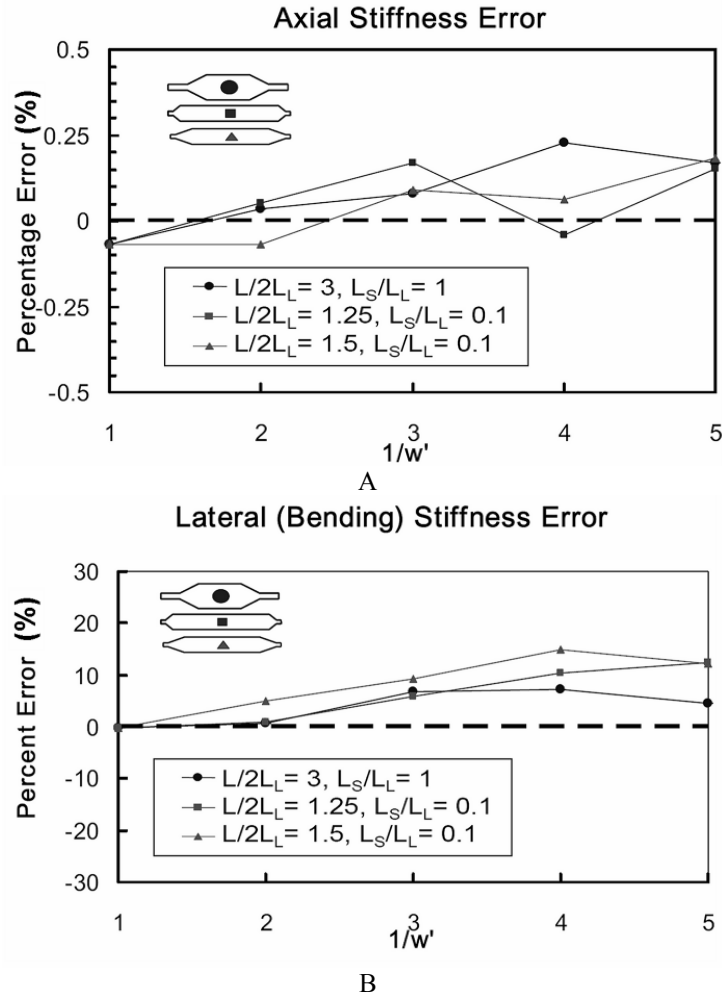 Axial Stiffness Error
Percentage Error (%)
0.5
0.25
0
-0.25
-0.5
L/2L_L= 3, L_S/L_L= 1
L/2L_L= 1.25, L_S/L_L= 0.1
L/2L_L= 1.5, L_S/L_L= 0.1
1 2 3 4 5
1/w'
A
Lateral (Bending) Stiffness Error
Percent Error (%)
30
20
10
0
-10
-20
-30
L/2L_L= 3, L_S/L_L= 1
L/2L_L= 1.25, L_S/L_L= 0.1
L/2L_L= 1.5, L_S/L_L= 0.1
1 2 3 4 5
1/w'
B